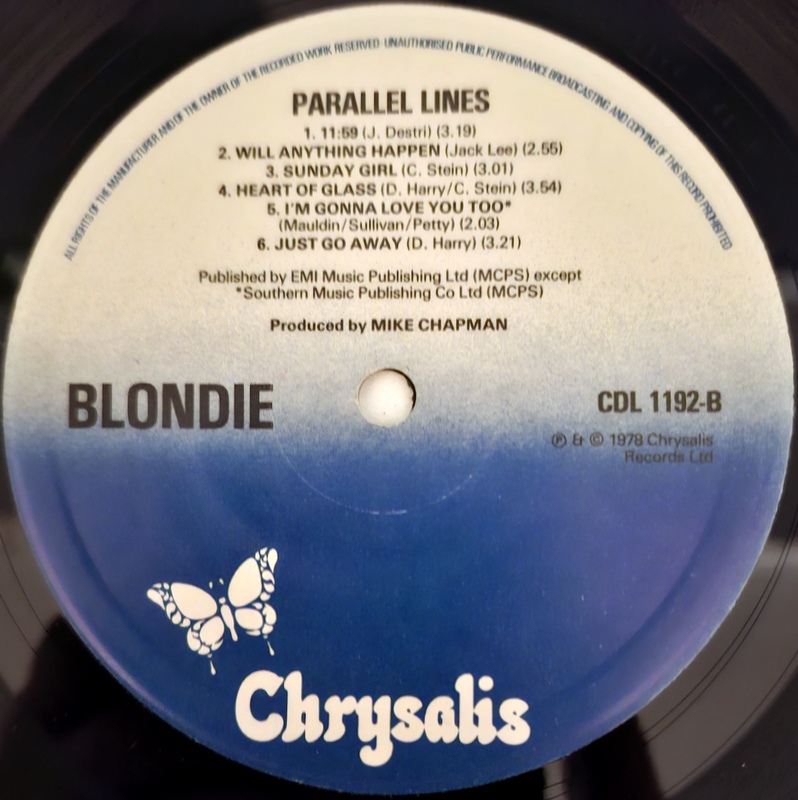 ALL RIGHTS OF THE MANUFACTURER AND OF THE OWNER OF THE RECORDED WORK RESERVED · UNAUTHORISED PUBLIC PERFORMANCE BROADCASTING AND COPYING OF THIS RECORD PROHIBITED
PARALLEL LINES
1. 11:59 (J. Destri) (3.19)
2. WILL ANYTHING HAPPEN (Jack Lee) (2.55)
3. SUNDAY GIRL (C. Stein) (3.01)
4. HEART OF GLASS (D. Harry/C. Stein) (3.54)
5. I'M GONNA LOVE YOU TOO*
(Mauldin/Sullivan/Petty) (2.03)
6. JUST GO AWAY (D. Harry) (3.21)
Published by EMI Music Publishing Ltd (MCPS) except
*Southern Music Publishing Co Ltd (MCPS)
Produced by MIKE CHAPMAN
BLONDIE
CDL 1192-B
℗ & © 1978 Chrysalis
Records Ltd
Chrysalis